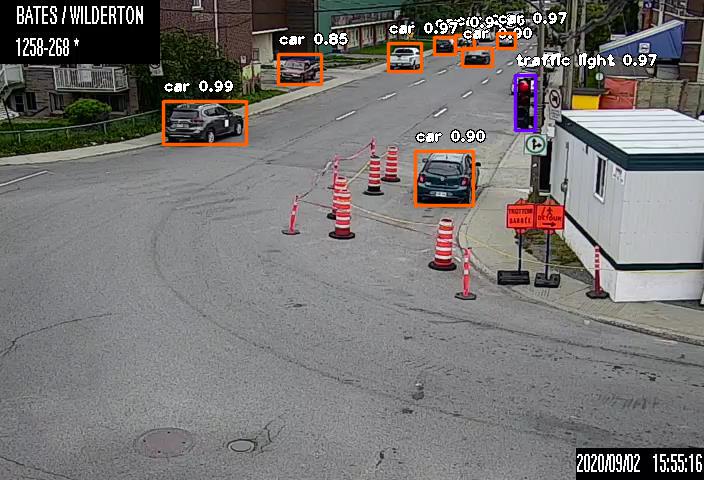 BATES / WILDERTON
1258-268 *
car 0.97
car 0.97
car 0.90
car 0.85
traffic light 0.97
car 0.99
car 0.90
TROTTOIR
BARRÉ
DÉTOUR
2020/09/02 15:55:16